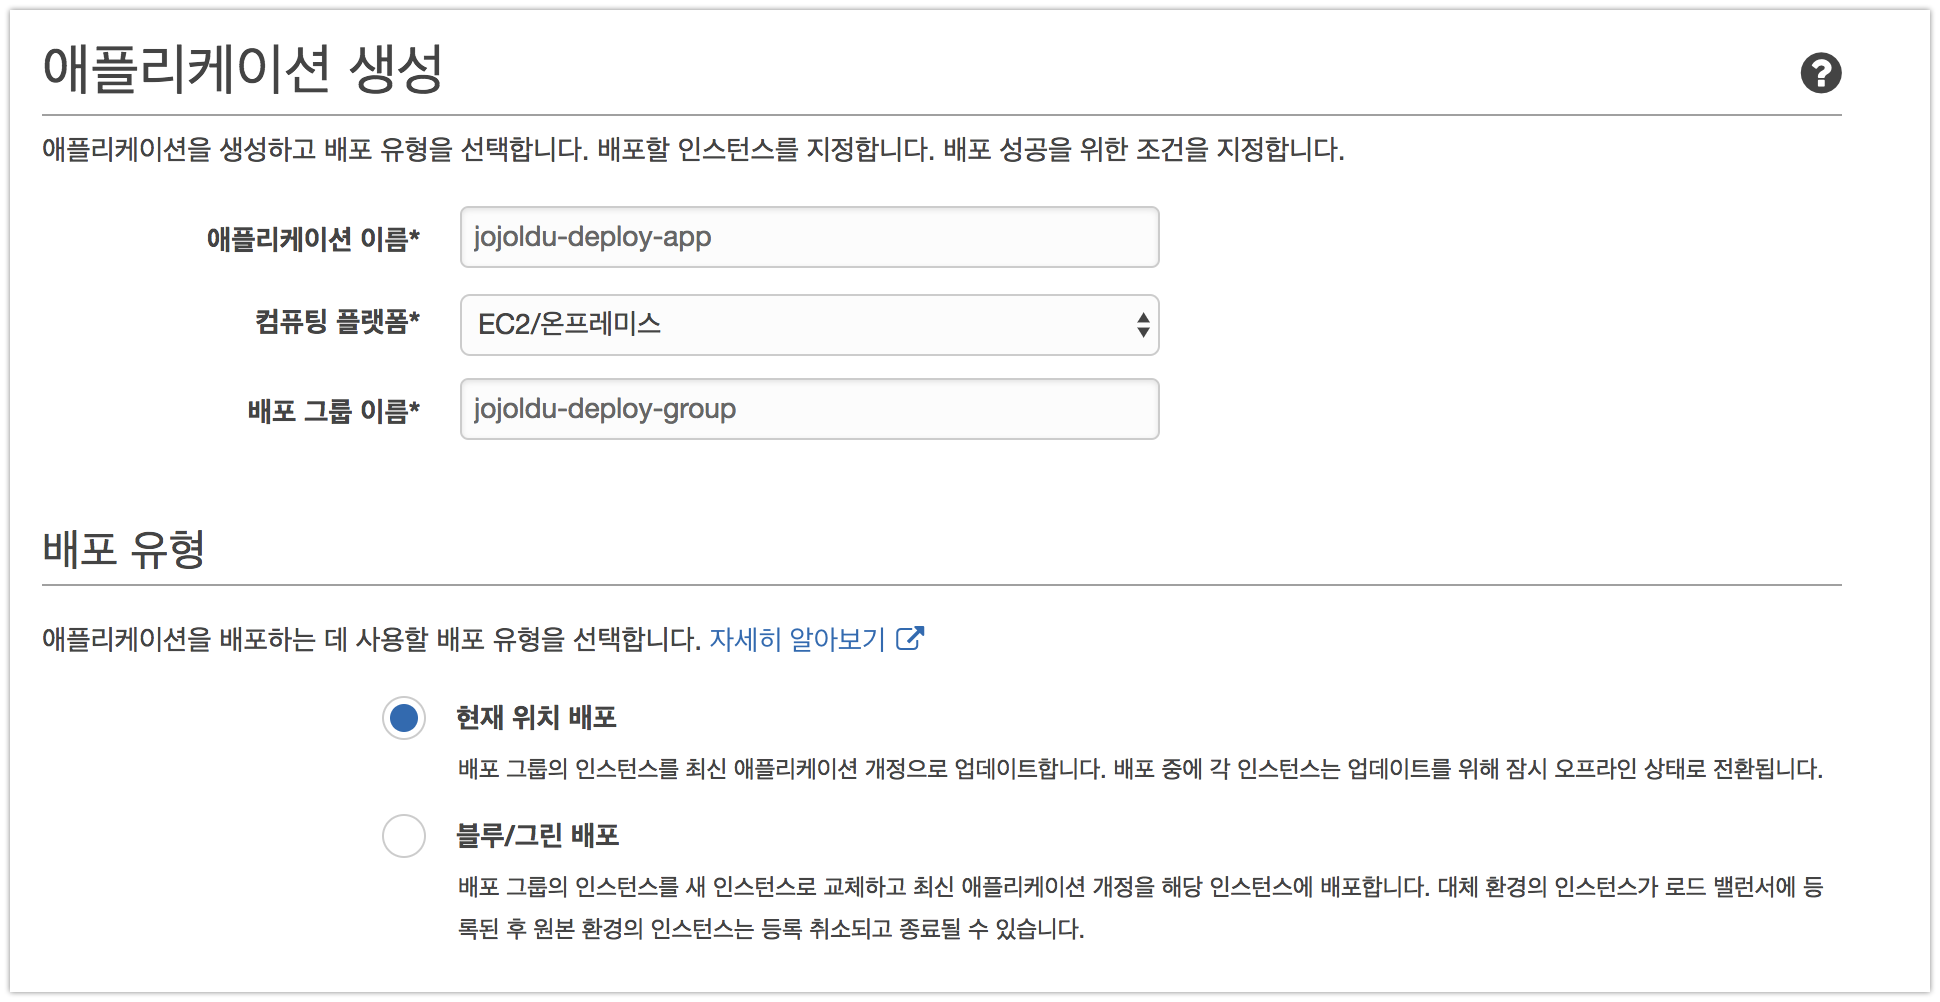 애플리케이션 생성
애플리케이션을 생성하고 배포 유형을 선택합니다. 배포할 인스턴스를 지정합니다. 배포 성공을 위한 조건을 지정합니다.
애플리케이션 이름* jojoldu-deploy-app
컴퓨팅 플랫폼* EC2/온프레미스
배포 그룹 이름* jojoldu-deploy-group
배포 유형
애플리케이션을 배포하는 데 사용할 배포 유형을 선택합니다. 자세히 알아보기
현재 위치 배포
배포 그룹의 인스턴스를 최신 애플리케이션 개정으로 업데이트합니다. 배포 중에 각 인스턴스는 업데이트를 위해 잠시 오프라인 상태로 전환됩니다.
블루/그린 배포
배포 그룹의 인스턴스를 새 인스턴스로 교체하고 최신 애플리케이션 개정을 해당 인스턴스에 배포합니다. 대체 환경의 인스턴스가 로드 밸런서에 등
록된 후 원본 환경의 인스턴스는 등록 취소되고 종료될 수 있습니다.